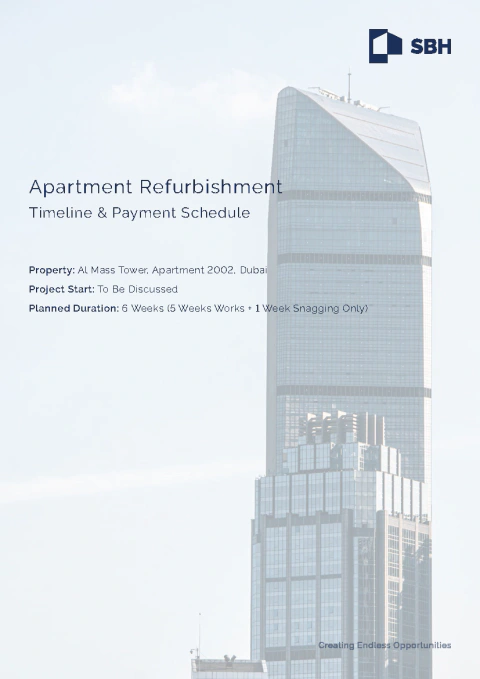 SBH
Apartment Refurbishment
Timeline & Payment Schedule
Property: Al Mass Tower, Apartment 2002, Dubai
Project Start: To Be Discussed
Planned Duration: 6 Weeks (5 Weeks Works + 1 Week Snagging Only)
Creating Endless Opportunities